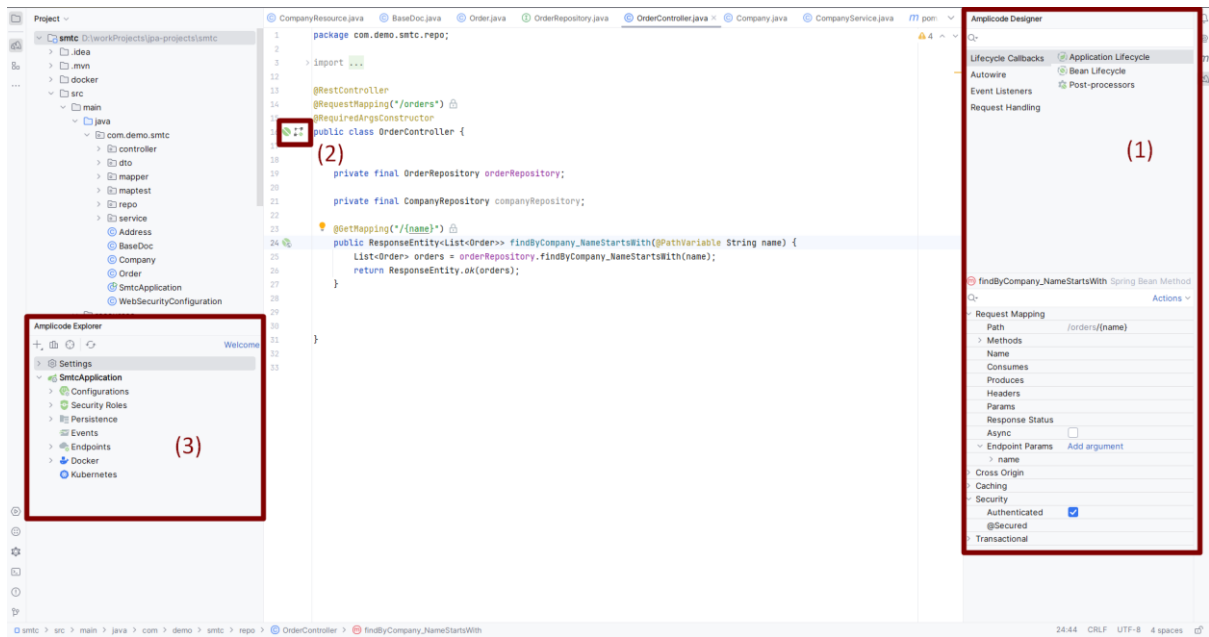 Project
smtc D:\workProjects\jpa-projects\smtc
.idea
.mvn
docker
src
main
java
com.demo.smtc
controller
dto
mapper
maptest
repo
service
Address
BaseDoc
Company
Order
SmtcApplication
WebSecurityConfiguration
Amplicode Explorer
Welcome
Settings
SmtcApplication
Configurations
Security Roles
Persistence
Events
Endpoints
Docker
Kubernetes
(3)
CompanyResource.java BaseDoc.java Order.java OrderRepository.java OrderController.java × Company.java CompanyService.java pom
4
1 package com.demo.smtc.repo;
2
3 import ...
12
13 @RestController
14 @RequestMapping("/orders")
15 @RequiredArgsConstructor
16 public class OrderController {
17
(2)
18
19 private final OrderRepository orderRepository;
20
21 private final CompanyRepository companyRepository;
22
23 @GetMapping("/{name}")
24 public ResponseEntity<List<Order>> findByCompany_NameStartsWith(@PathVariable String name) {
25 List<Order> orders = orderRepository.findByCompany_NameStartsWith(name);
26 return ResponseEntity.ok(orders);
27 }
28
29
30
31 }
32
33
Amplicode Designer
Lifecycle Callbacks Application Lifecycle
Autowire Bean Lifecycle
Event Listeners Post-processors
Request Handling
(1)
findByCompany_NameStartsWith Spring Bean Method
Actions
Request Mapping
Path /orders/{name}
Methods
Name
Consumes
Produces
Headers
Params
Response Status
Async
Endpoint Params Add argument
name
Cross Origin
Caching
Security
Authenticated
@Secured
Transactional
smtc > src > main > java > com > demo > smtc > repo > OrderController > findByCompany_NameStartsWith
24:44 CRLF UTF-8 4 spaces